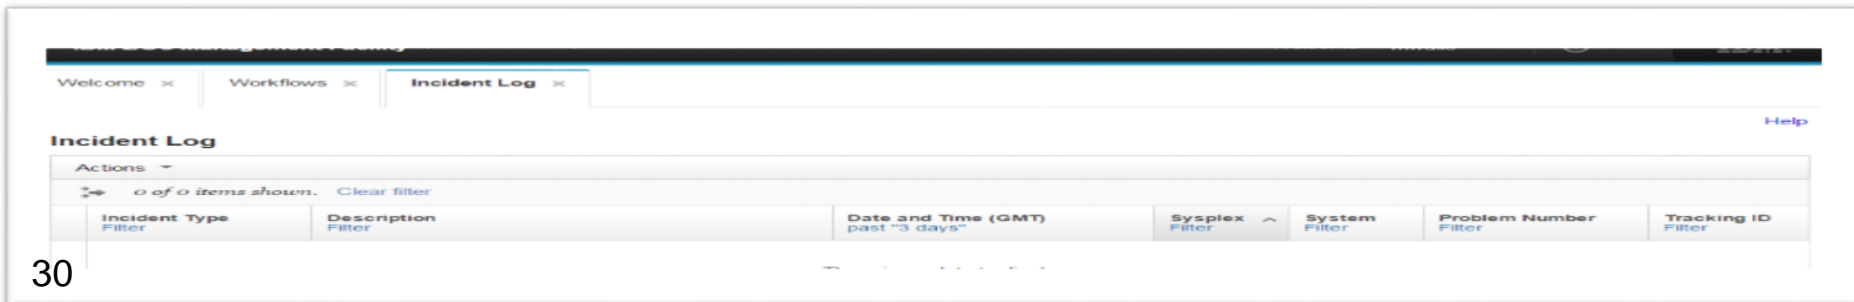 Welcome × Workflows × Incident Log ×
Help
Incident Log
Actions
0 of 0 items shown. Clear filter
Incident Type Description Date and Time (GMT) Sysplex System Problem Number Tracking ID
Filter Filter past "3 days" Filter Filter Filter Filter
30